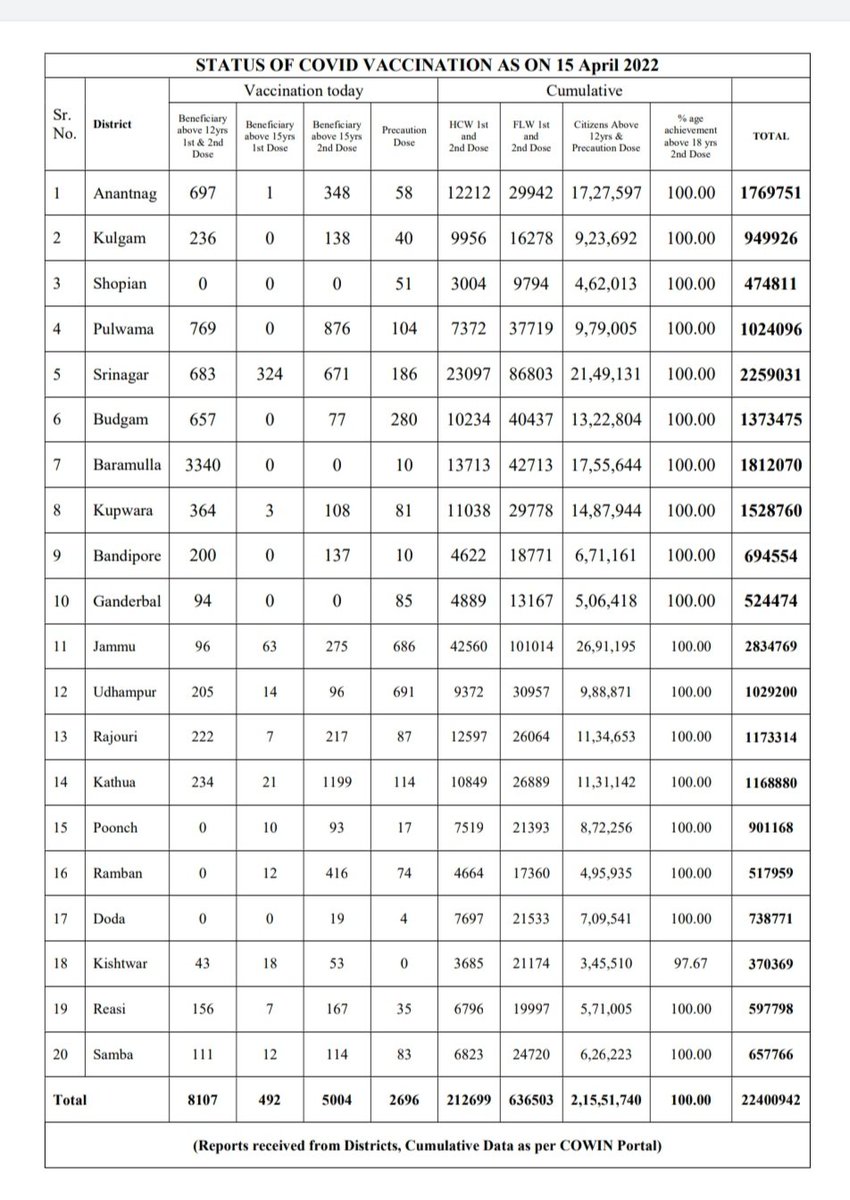 STATUS OF COVID VACCINATION AS ON 15 April 2022
Sr. No. District Vaccination today Cumulative
Beneficiary above 12yrs 1st & 2nd Dose Beneficiary above 15yrs 1st Dose Beneficiary above 15yrs 2nd Dose Precaution Dose HCW 1st and 2nd Dose FLW 1st and 2nd Dose Citizens Above 12yrs & Precaution Dose % age achievement above 18 yrs 2nd Dose TOTAL
1 Anantnag 697 1 348 58 12212 29942 17,27,597 100.00 1769751
2 Kulgam 236 0 138 40 9956 16278 9,23,692 100.00 949926
3 Shopian 0 0 0 51 3004 9794 4,62,013 100.00 474811
4 Pulwama 769 0 876 104 7372 37719 9,79,005 100.00 1024096
5 Srinagar 683 324 671 186 23097 86803 21,49,131 100.00 2259031
6 Budgam 657 0 77 280 10234 40437 13,22,804 100.00 1373475
7 Baramulla 3340 0 0 10 13713 42713 17,55,644 100.00 1812070
8 Kupwara 364 3 108 81 11038 29778 14,87,944 100.00 1528760
9 Bandipore 200 0 137 10 4622 18771 6,71,161 100.00 694554
10 Ganderbal 94 0 0 85 4889 13167 5,06,418 100.00 524474
11 Jammu 96 63 275 686 42560 101014 26,91,195 100.00 2834769
12 Udhampur 205 14 96 691 9372 30957 9,88,871 100.00 1029200
13 Rajouri 222 7 217 87 12597 26064 11,34,653 100.00 1173314
14 Kathua 234 21 1199 114 10849 26889 11,31,142 100.00 1168880
15 Poonch 0 10 93 17 7519 21393 8,72,256 100.00 901168
16 Ramban 0 12 416 74 4664 17360 4,95,935 100.00 517959
17 Doda 0 0 19 4 7697 21533 7,09,541 100.00 738771
18 Kishtwar 43 18 53 0 3685 21174 3,45,510 97.67 370369
19 Reasi 156 7 167 35 6796 19997 5,71,005 100.00 597798
20 Samba 111 12 114 83 6823 24720 6,26,223 100.00 657766
Total 8107 492 5004 2696 212699 636503 2,15,51,740 100.00 22400942
(Reports received from Districts, Cumulative Data as per COWIN Portal)